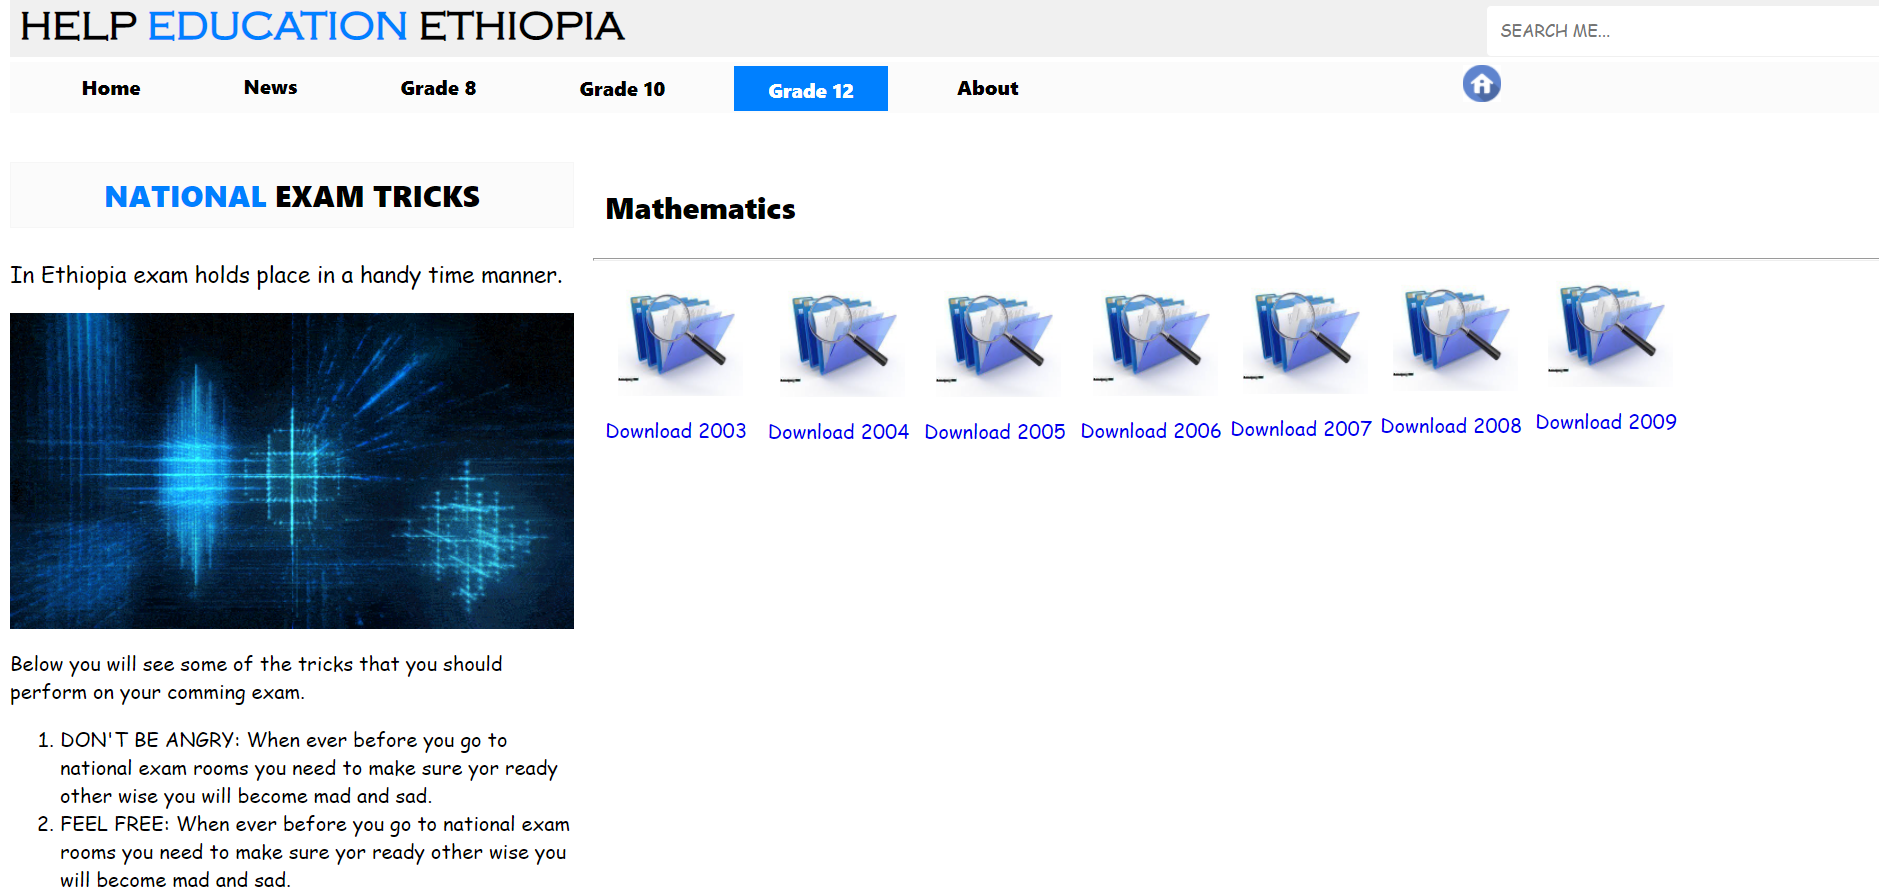 HELP EDUCATION ETHIOPIA
SEARCH ME...
Home News Grade 8 Grade 10 Grade 12 About
NATIONAL EXAM TRICKS
In Ethiopia exam holds place in a handy time manner.
Below you will see some of the tricks that you should
perform on your comming exam.
1. DON'T BE ANGRY: When ever before you go to
national exam rooms you need to make sure yor ready
other wise you will become mad and sad.
2. FEEL FREE: When ever before you go to national exam
rooms you need to make sure yor ready other wise you
will become mad and sad.
Mathematics
Download 2003 Download 2004 Download 2005 Download 2006 Download 2007 Download 2008 Download 2009